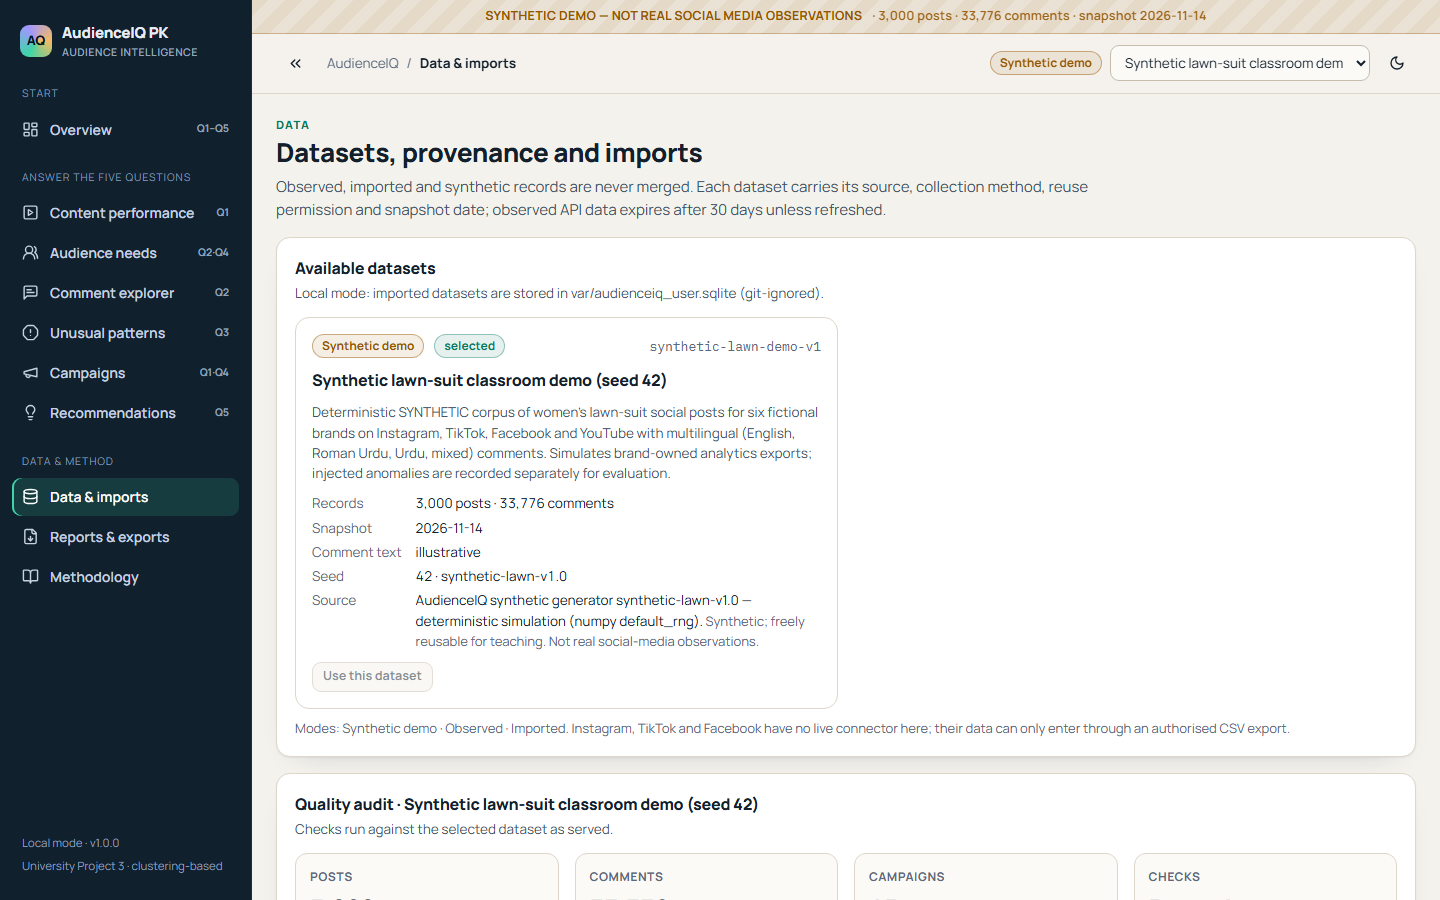 SYNTHETIC DEMO — NOT REAL SOCIAL MEDIA OBSERVATIONS · 3,000 posts · 33,776 comments · snapshot 2026-11-14
AQ
AudienceIQ PK
AUDIENCE INTELLIGENCE
START
Overview Q1–Q5
ANSWER THE FIVE QUESTIONS
Content performance Q1
Audience needs Q2·Q4
Comment explorer Q2
Unusual patterns Q3
Campaigns Q1·Q4
Recommendations Q5
DATA & METHOD
Data & imports
Reports & exports
Methodology
Local mode · v1.0.0
University Project 3 · clustering-based
« AudienceIQ / Data & imports
Synthetic demo
Synthetic lawn-suit classroom dem
DATA
Datasets, provenance and imports
Observed, imported and synthetic records are never merged. Each dataset carries its source, collection method, reuse
permission and snapshot date; observed API data expires after 30 days unless refreshed.
Available datasets
Local mode: imported datasets are stored in var/audienceiq_user.sqlite (git-ignored).
Synthetic demo selected synthetic-lawn-demo-v1
Synthetic lawn-suit classroom demo (seed 42)
Deterministic SYNTHETIC corpus of women's lawn-suit social posts for six fictional
brands on Instagram, TikTok, Facebook and YouTube with multilingual (English,
Roman Urdu, Urdu, mixed) comments. Simulates brand-owned analytics exports;
injected anomalies are recorded separately for evaluation.
Records 3,000 posts · 33,776 comments
Snapshot 2026-11-14
Comment text illustrative
Seed 42 · synthetic-lawn-v1.0
Source AudienceIQ synthetic generator synthetic-lawn-v1.0 —
deterministic simulation (numpy default_rng). Synthetic; freely
reusable for teaching. Not real social-media observations.
Use this dataset
Modes: Synthetic demo · Observed · Imported. Instagram, TikTok and Facebook have no live connector here; their data can only enter through an authorised CSV export.
Quality audit · Synthetic lawn-suit classroom demo (seed 42)
Checks run against the selected dataset as served.
POSTS COMMENTS CAMPAIGNS CHECKS